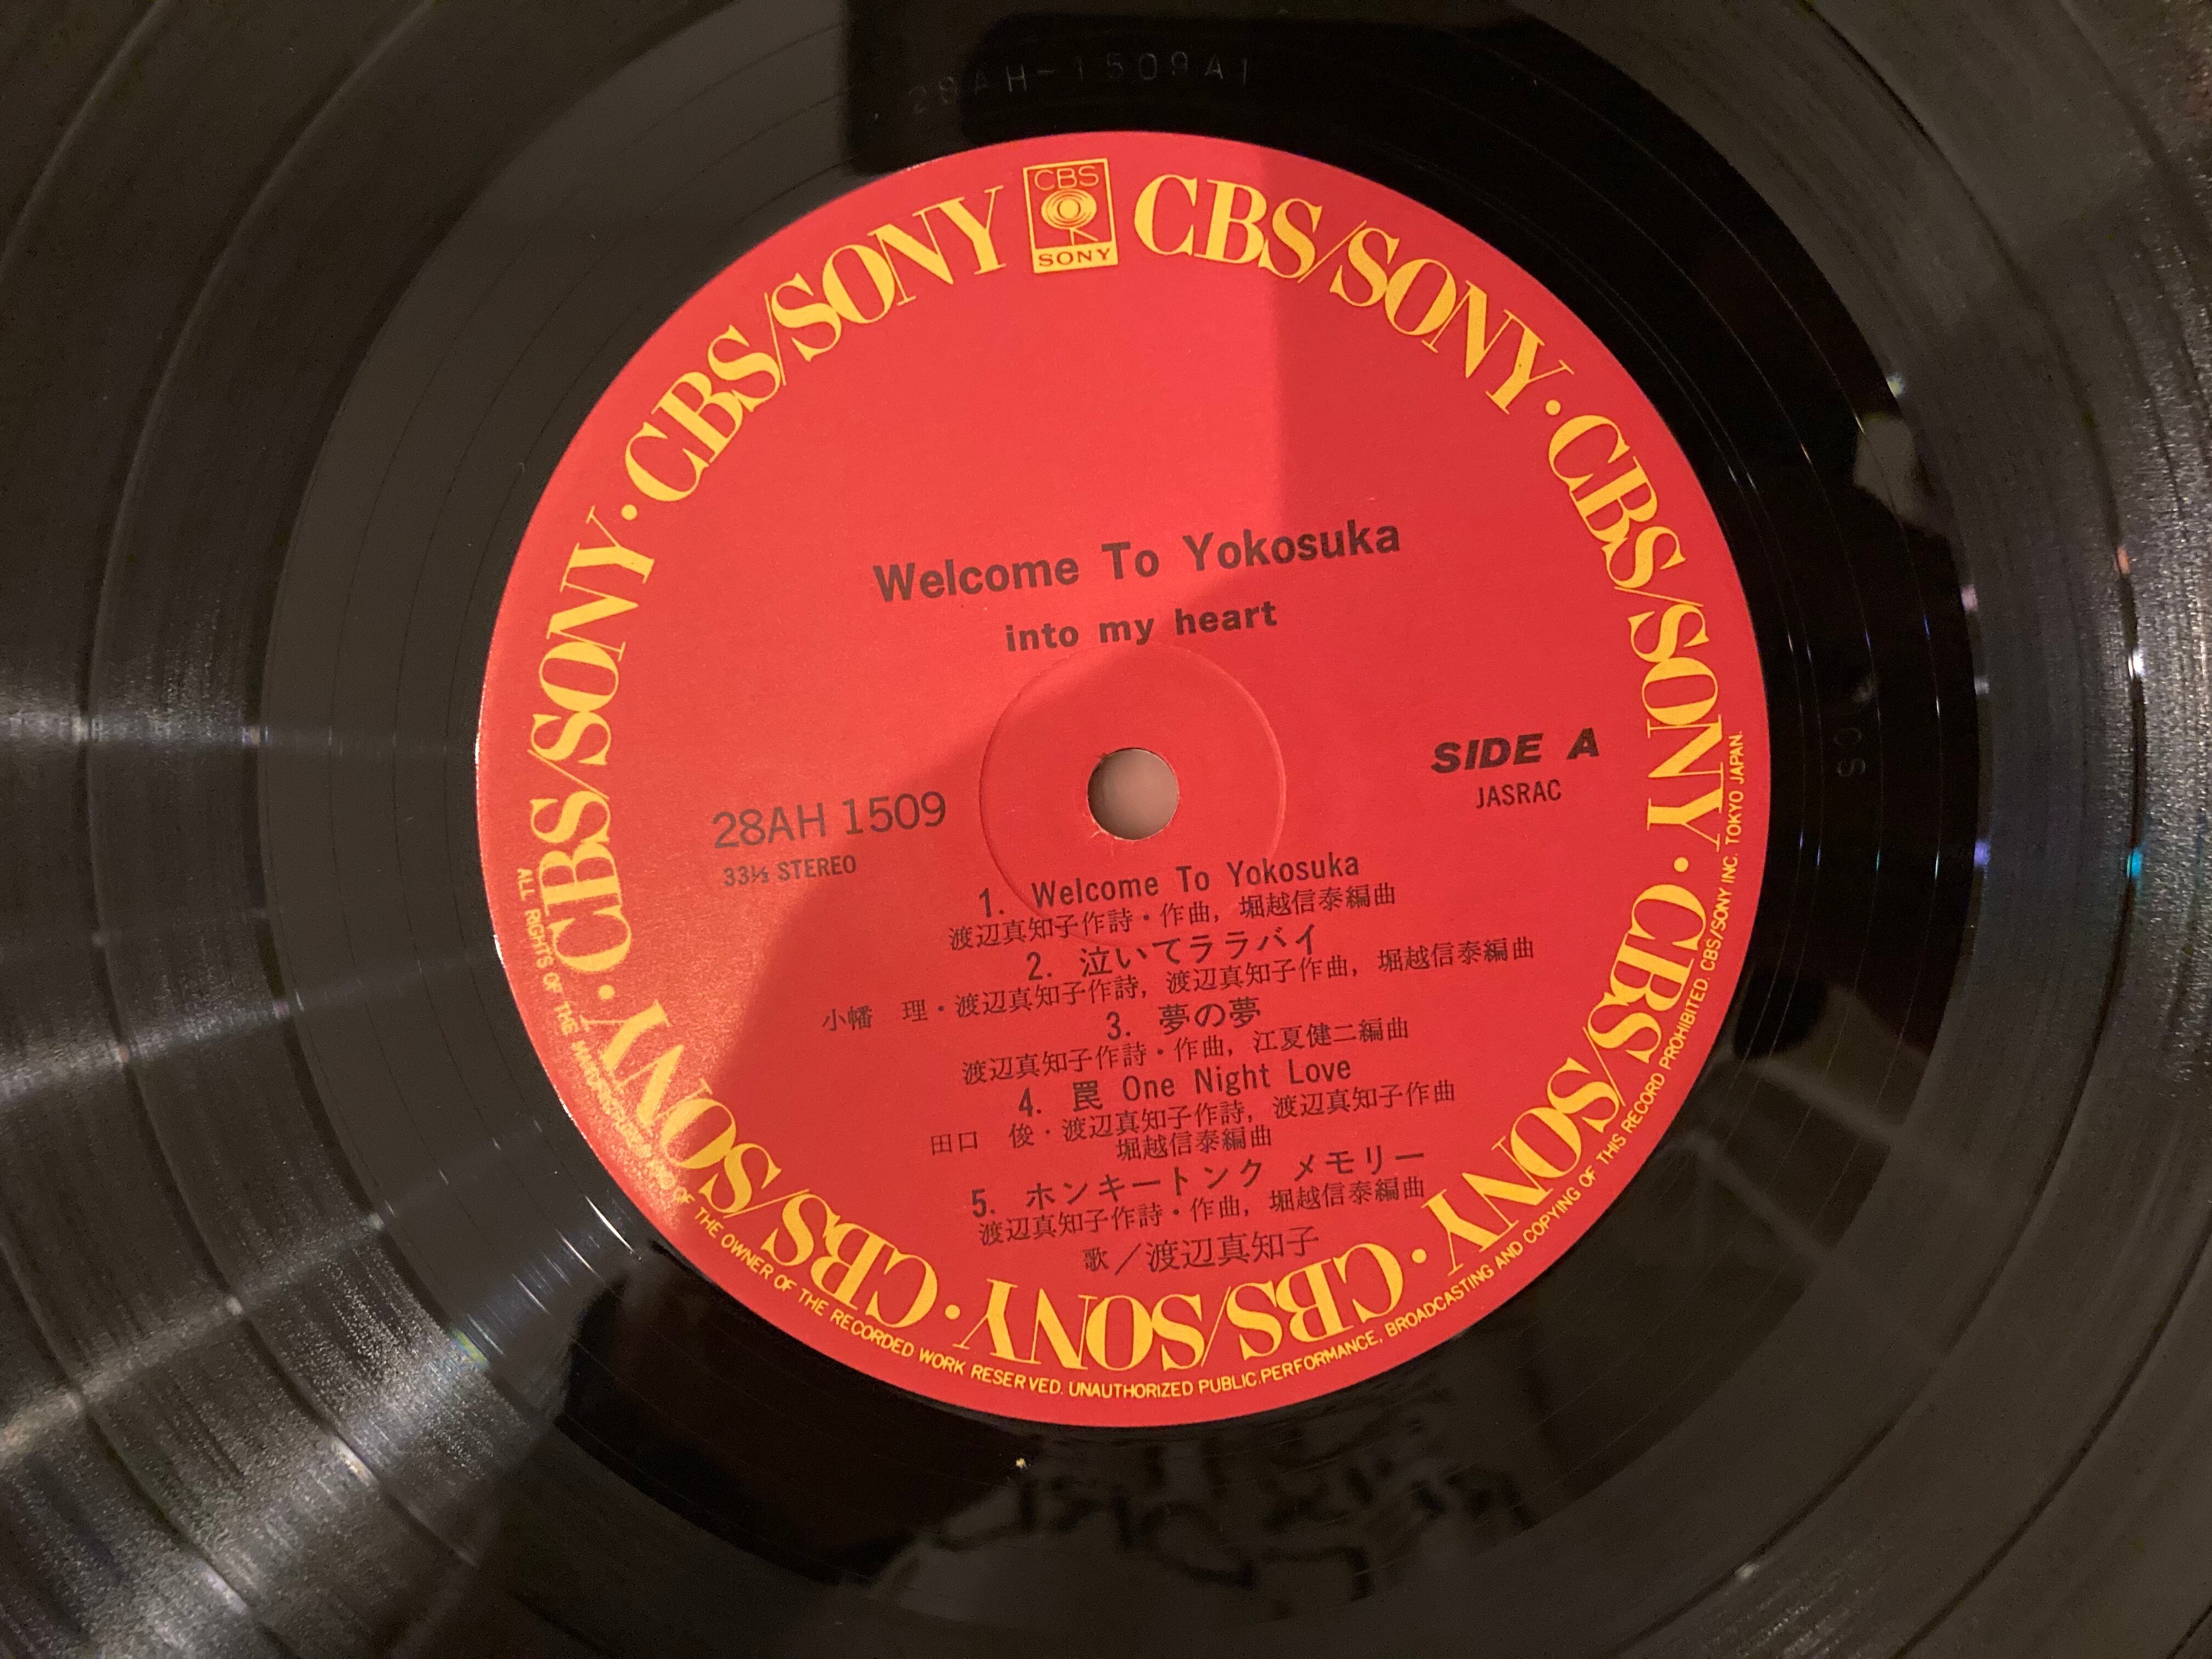 28AH-1509A1
CBS
SONY
CBS/SONY · CBS/SONY · CBS/SONY · CBS/SONY · CBS/SONY · CBS/SONY · CBS/SONY · CBS/SONY
Welcome To Yokosuka
into my heart
SIDE A
JASRAC
28AH 1509
33⅓ STEREO
1. Welcome To Yokosuka
渡辺真知子作詩・作曲, 堀越信泰編曲
2. 泣いてララバイ
小幡 理・渡辺真知子作詩, 渡辺真知子作曲, 堀越信泰編曲
3. 夢の夢
渡辺真知子作詩・作曲, 江夏健二編曲
4. 罠 One Night Love
田口 俊・渡辺真知子作詩, 渡辺真知子作曲
堀越信泰編曲
5. ホンキートンク メモリー
渡辺真知子作詩・作曲, 堀越信泰編曲
歌／渡辺真知子
ALL RIGHTS OF THE OF THE OWNER OF THE RECORDED WORK RESERVED. UNAUTHORIZED PUBLIC PERFORMANCE, BROADCASTING AND COPYING OF THIS RECORD PROHIBITED. CBS/SONY INC. TOKYO JAPAN.